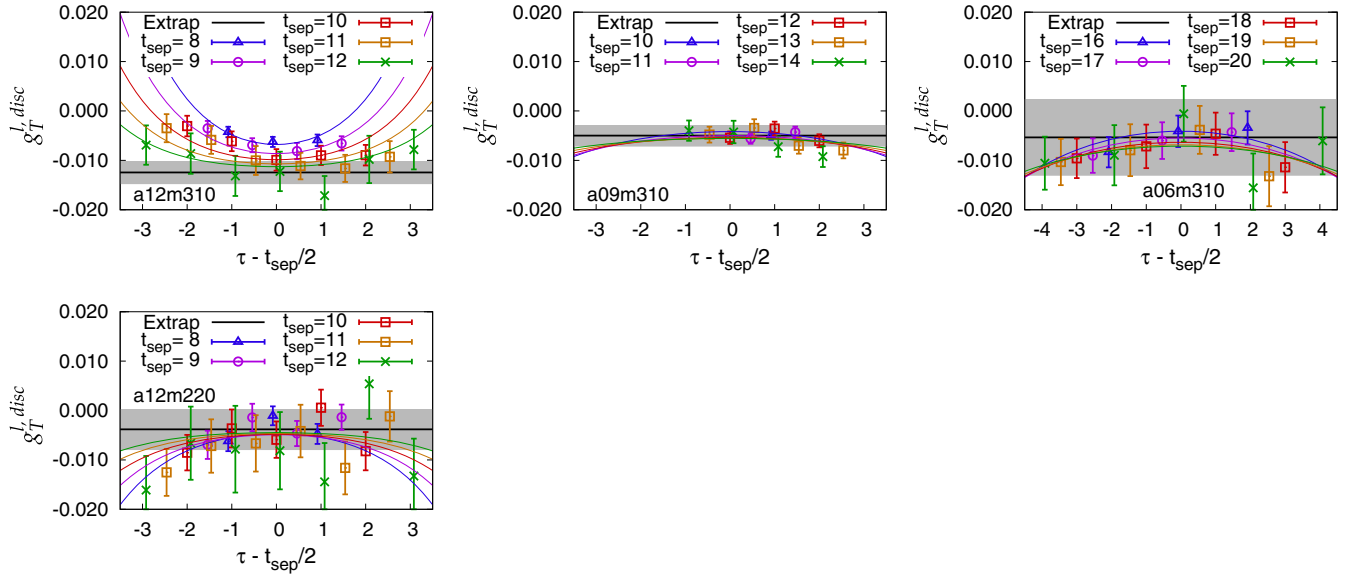 0.020
0.010
0.000
-0.010
-0.020
g_T^{l, disc}
Extrap
t_sep= 8
t_sep= 9
t_sep=10
t_sep=11
t_sep=12
a12m310
-3 -2 -1 0 1 2 3
τ - t_sep/2
0.020
0.010
0.000
-0.010
-0.020
g_T^{l, disc}
Extrap
t_sep=10
t_sep=11
t_sep=12
t_sep=13
t_sep=14
a09m310
-3 -2 -1 0 1 2 3
τ - t_sep/2
0.020
0.010
0.000
-0.010
-0.020
g_T^{l, disc}
Extrap
t_sep=16
t_sep=17
t_sep=18
t_sep=19
t_sep=20
a06m310
-4 -3 -2 -1 0 1 2 3 4
τ - t_sep/2
0.020
0.010
0.000
-0.010
-0.020
g_T^{l, disc}
Extrap
t_sep= 8
t_sep= 9
t_sep=10
t_sep=11
t_sep=12
a12m220
-3 -2 -1 0 1 2 3
τ - t_sep/2